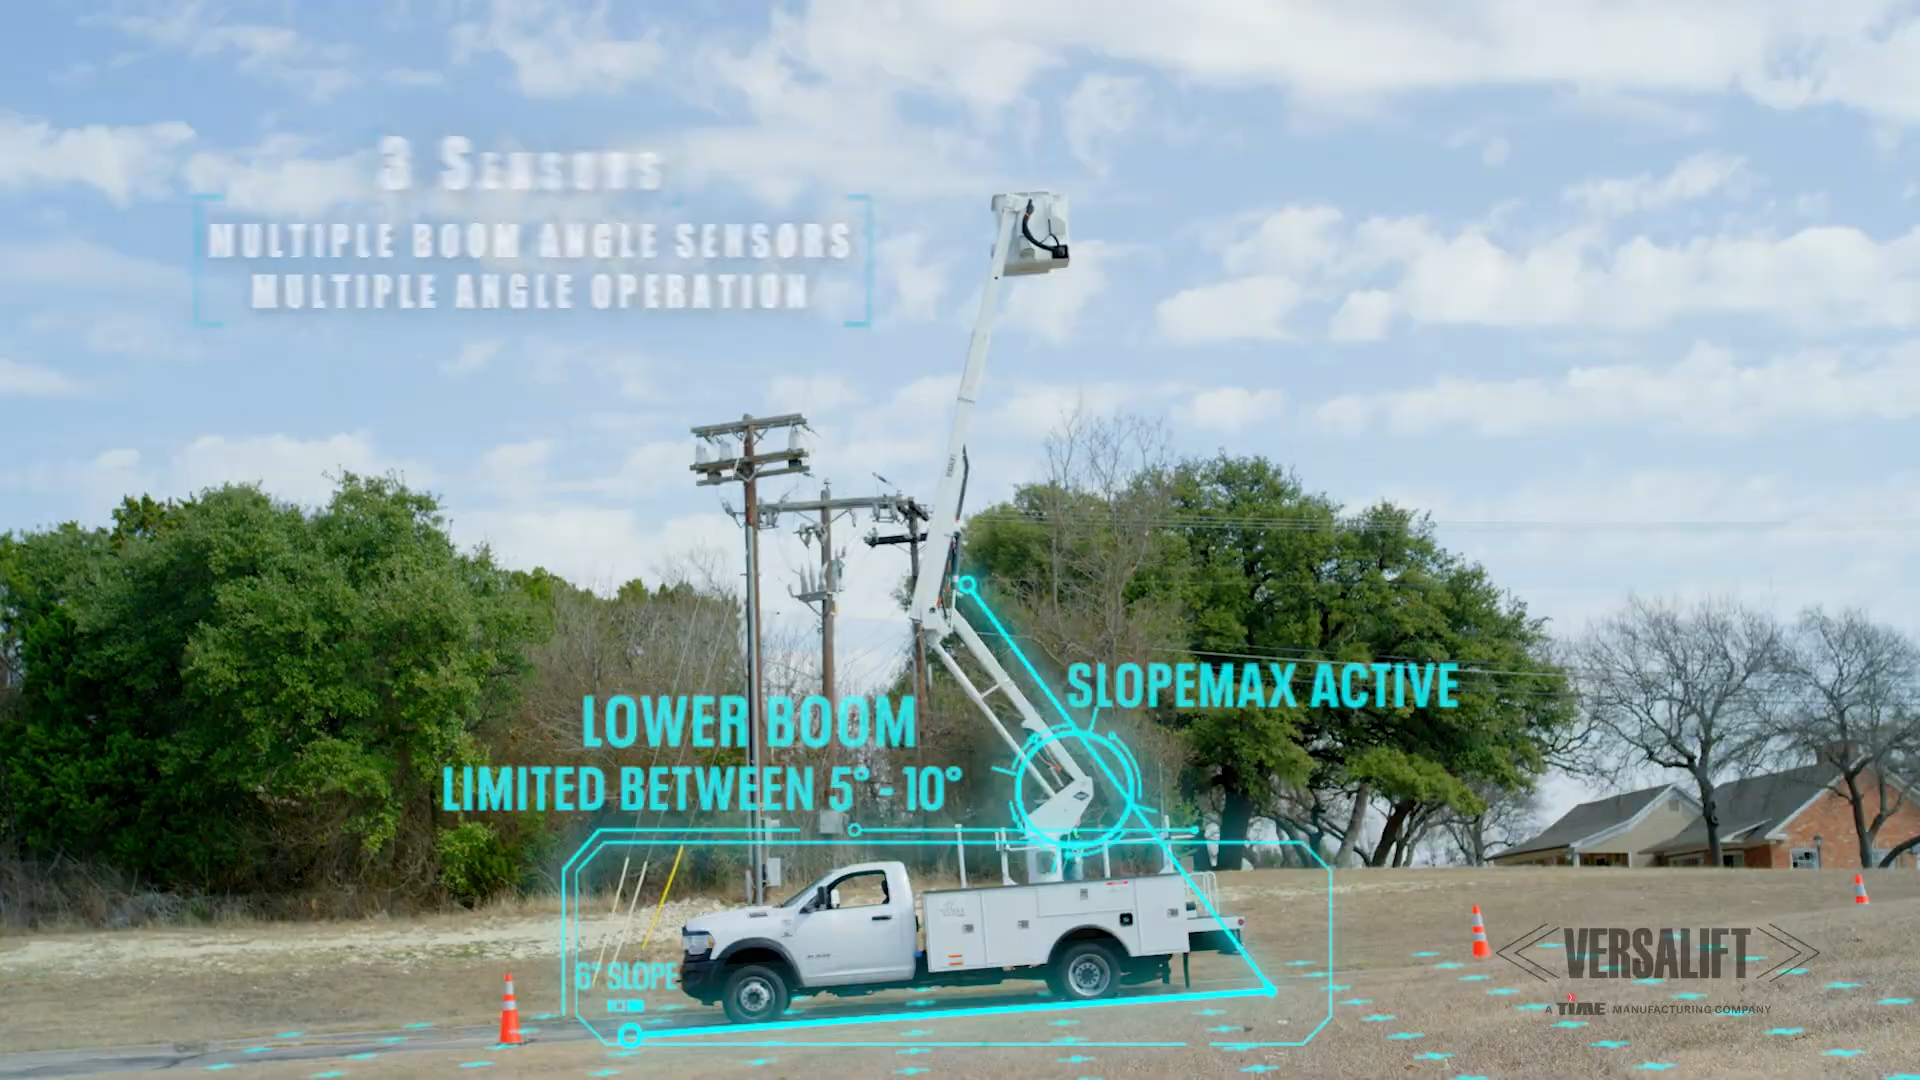 3 SENSORS
MULTIPLE BOOM ANGLE SENSORS
MULTIPLE ANGLE OPERATION
SLOPEMAX ACTIVE
LOWER BOOM
LIMITED BETWEEN 5° - 10°
6° SLOPE
VERSALIFT
A TIME MANUFACTURING COMPANY